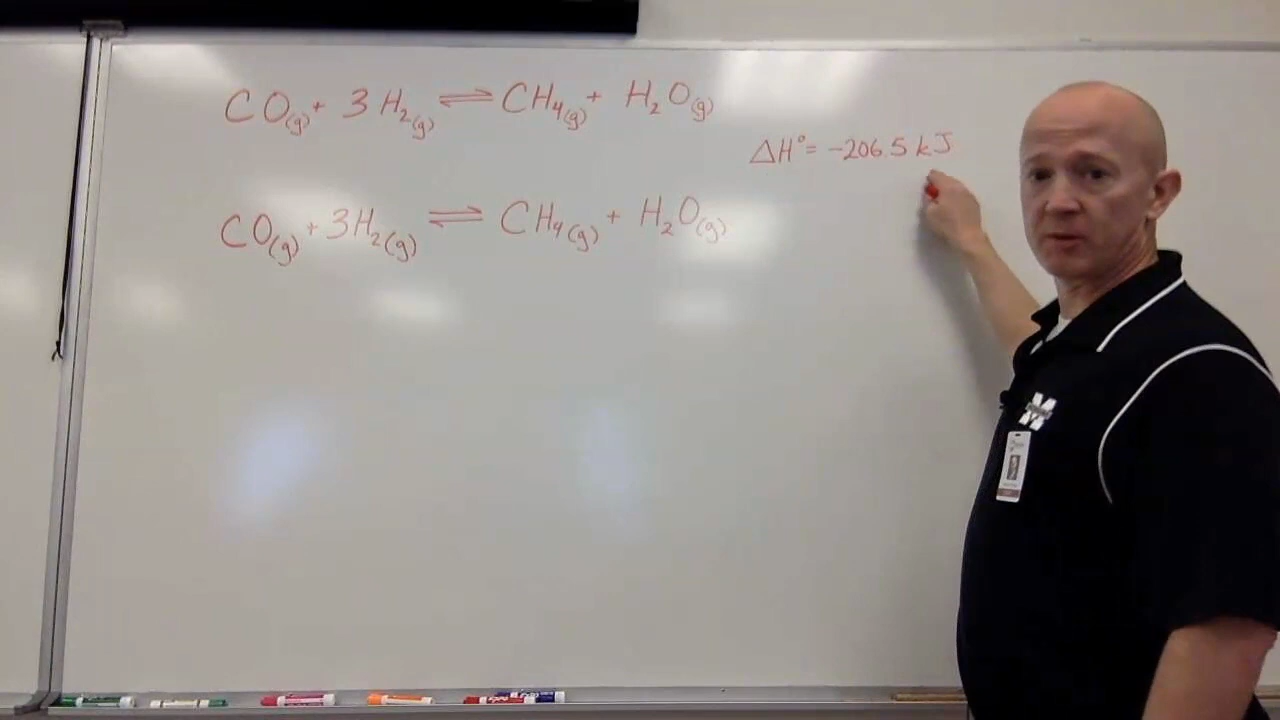 CO(g) + 3 H2(g) ⇌ CH4(g) + H2O(g)
ΔH° = -206.5 kJ
CO(g) + 3H2(g) ⇌ CH4(g) + H2O(g)